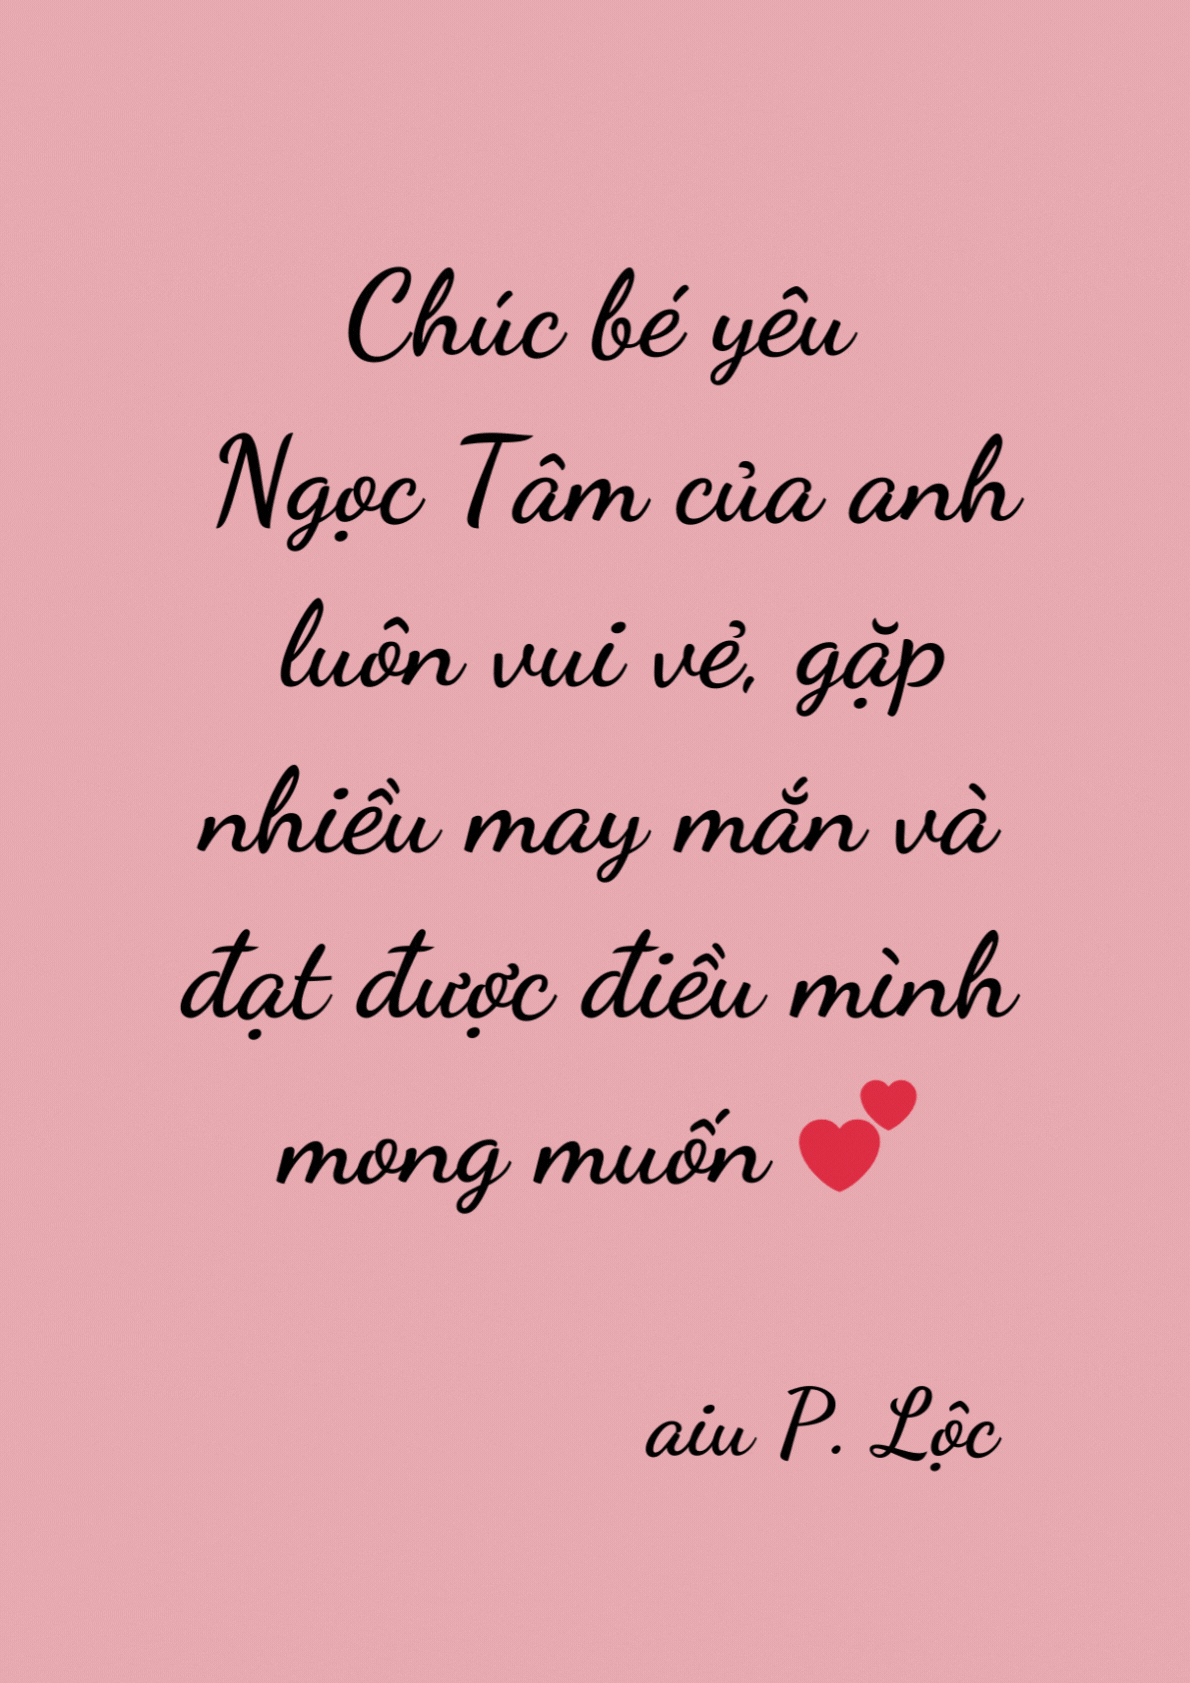 Chúc bé yêu
Ngọc Tâm của anh
luôn vui vẻ, gặp
nhiều may mắn và
đạt được điều mình
mong muốn 💕
aiu P. Lộc